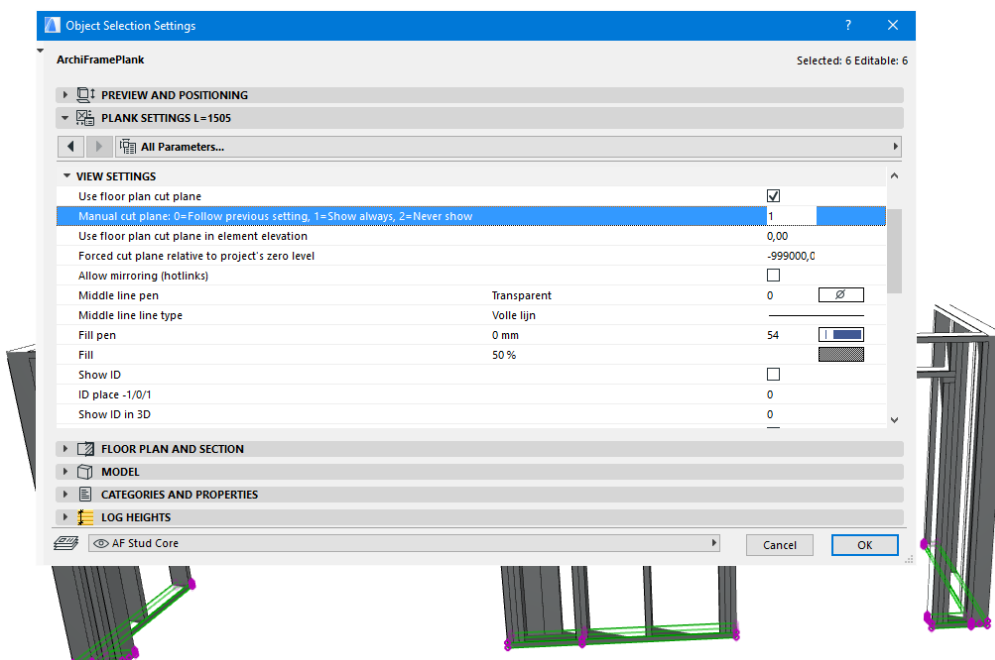 Object Selection Settings ? ×
ArchiFramePlank Selected: 6 Editable: 6
PREVIEW AND POSITIONING
PLANK SETTINGS L=1505
All Parameters...
VIEW SETTINGS
Use floor plan cut plane
Manual cut plane: 0=Follow previous setting, 1=Show always, 2=Never show 1
Use floor plan cut plane in element elevation 0,00
Forced cut plane relative to project's zero level -999000,0
Allow mirroring (hotlinks)
Middle line pen Transparent 0
Middle line line type Volle lijn
Fill pen 0 mm 54
Fill 50 %
Show ID
ID place -1/0/1 0
Show ID in 3D 0
FLOOR PLAN AND SECTION
MODEL
CATEGORIES AND PROPERTIES
LOG HEIGHTS
AF Stud Core Cancel OK